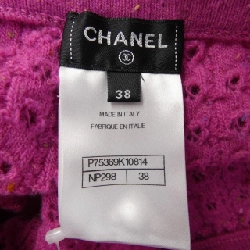 CHANEL
38
MADE IN ITALY
FABRIQUE EN ITALIE
P75369K10814
NP298 38